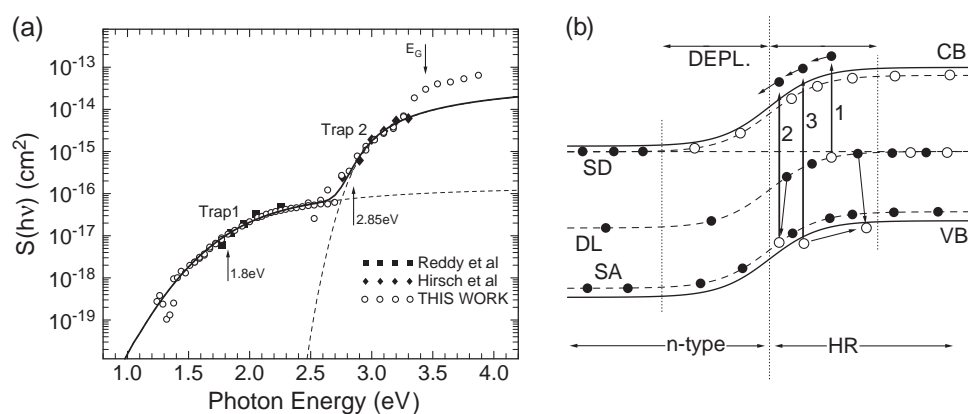 (a)
S(hν) (cm²)
10⁻¹³
10⁻¹⁴
10⁻¹⁵
10⁻¹⁶
10⁻¹⁷
10⁻¹⁸
10⁻¹⁹
E_G
Trap 2
Trap1
2.85eV
1.8eV
Reddy et al
Hirsch et al
THIS WORK
1.0 1.5 2.0 2.5 3.0 3.5 4.0
Photon Energy (eV)
(b)
DEPL.
CB
2 3 1
SD
DL
SA
VB
n-type HR